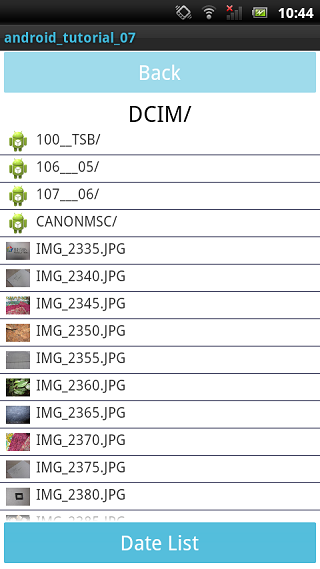 10:44
android_tutorial_07
Back
DCIM/
100__TSB/
106___05/
107___06/
CANONMSC/
IMG_2335.JPG
IMG_2340.JPG
IMG_2345.JPG
IMG_2350.JPG
IMG_2355.JPG
IMG_2360.JPG
IMG_2365.JPG
IMG_2370.JPG
IMG_2375.JPG
IMG_2380.JPG
Date List